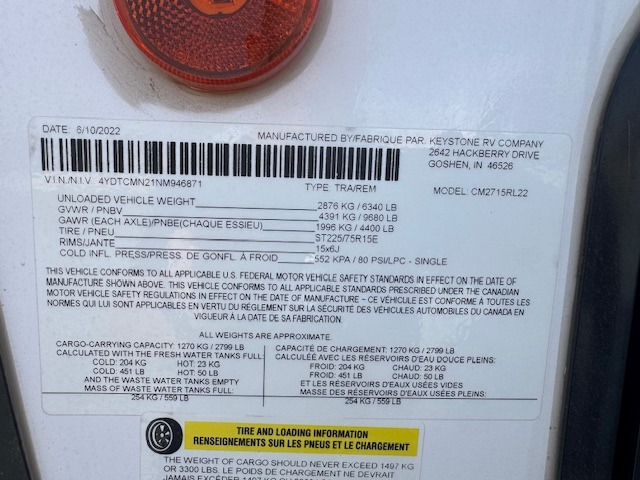 DATE: 6/10/2022
MANUFACTURED BY/FABRIQUE PAR. KEYSTONE RV COMPANY
2642 HACKBERRY DRIVE
GOSHEN, IN 46526
V.I.N./N.I.V. 4YDTCMN21NM946871
TYPE: TRA/REM
MODEL: CM2715RL22
UNLOADED VEHICLE WEIGHT 2876 KG / 6340 LB
GVWR / PNBV 4391 KG / 9680 LB
GAWR (EACH AXLE)/PNBE(CHAQUE ESSIEU) 1996 KG / 4400 LB
TIRE / PNEU ST225/75R15E
RIMS/JANTE 15x6J
COLD INFL. PRESS/PRESS. DE GONFL. À FROID 552 KPA / 80 PSI/LPC - SINGLE
THIS VEHICLE CONFORMS TO ALL APPLICABLE U.S. FEDERAL MOTOR VEHICLE SAFETY STANDARDS IN EFFECT ON THE DATE OF
MANUFACTURE SHOWN ABOVE. THIS VEHICLE CONFORMS TO ALL APPLICABLE STANDARDS PRESCRIBED UNDER THE CANADIAN
MOTOR VEHICLE SAFETY REGULATIONS IN EFFECT ON THE DATE OF MANUFACTURE – CE VÉHICULE EST CONFORME À TOUTES LES
NORMES QUI LUI SONT APPLICABLES EN VERTU DU RÈGLEMENT SUR LA SÉCURITÉ DES VÉHICULES AUTOMOBILES DU CANADA EN
VIGUEUR À LA DATE DE SA FABRICATION.
ALL WEIGHTS ARE APPROXIMATE.
CARGO-CARRYING CAPACITY: 1270 KG / 2799 LB
CALCULATED WITH THE FRESH WATER TANKS FULL:
COLD: 204 KG HOT: 23 KG
COLD: 451 LB HOT: 50 LB
AND THE WASTE WATER TANKS EMPTY
MASS OF WASTE WATER TANKS FULL:
254 KG / 559 LB
CAPACITÉ DE CHARGEMENT: 1270 KG / 2799 LB
CALCULÉE AVEC LES RÉSERVOIRS D'EAU DOUCE PLEINS:
FROID: 204 KG CHAUD: 23 KG
FROID: 451 LB CHAUD: 50 LB
ET LES RÉSERVOIRS D'EAUX USÉES VIDES
MASSE DES RÉSERVOIRS D'EAUX USÉES PLEINS:
254 KG / 559 LB
TIRE AND LOADING INFORMATION
RENSEIGNEMENTS SUR LES PNEUS ET LE CHARGEMENT
THE WEIGHT OF CARGO SHOULD NEVER EXCEED 1497 KG
OR 3300 LBS. LE POIDS DE CHARGEMENT NE DEVRAIT
JAMAIS EXCÉDER 1497 KG OU